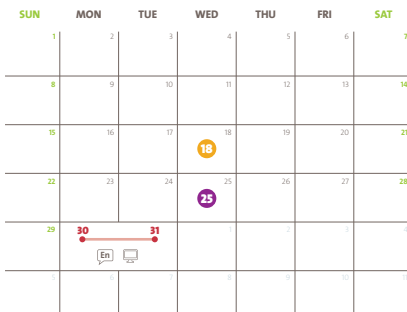 SUN MON TUE WED THU FRI SAT
1 2 3 4 5 6 7
8 9 10 11 12 13 14
15 16 17 18 19 20 21
18
22 23 24 25 26 27 28
25
29 30 31 1 2 3 4
En
5 6 7 8 9 10 11